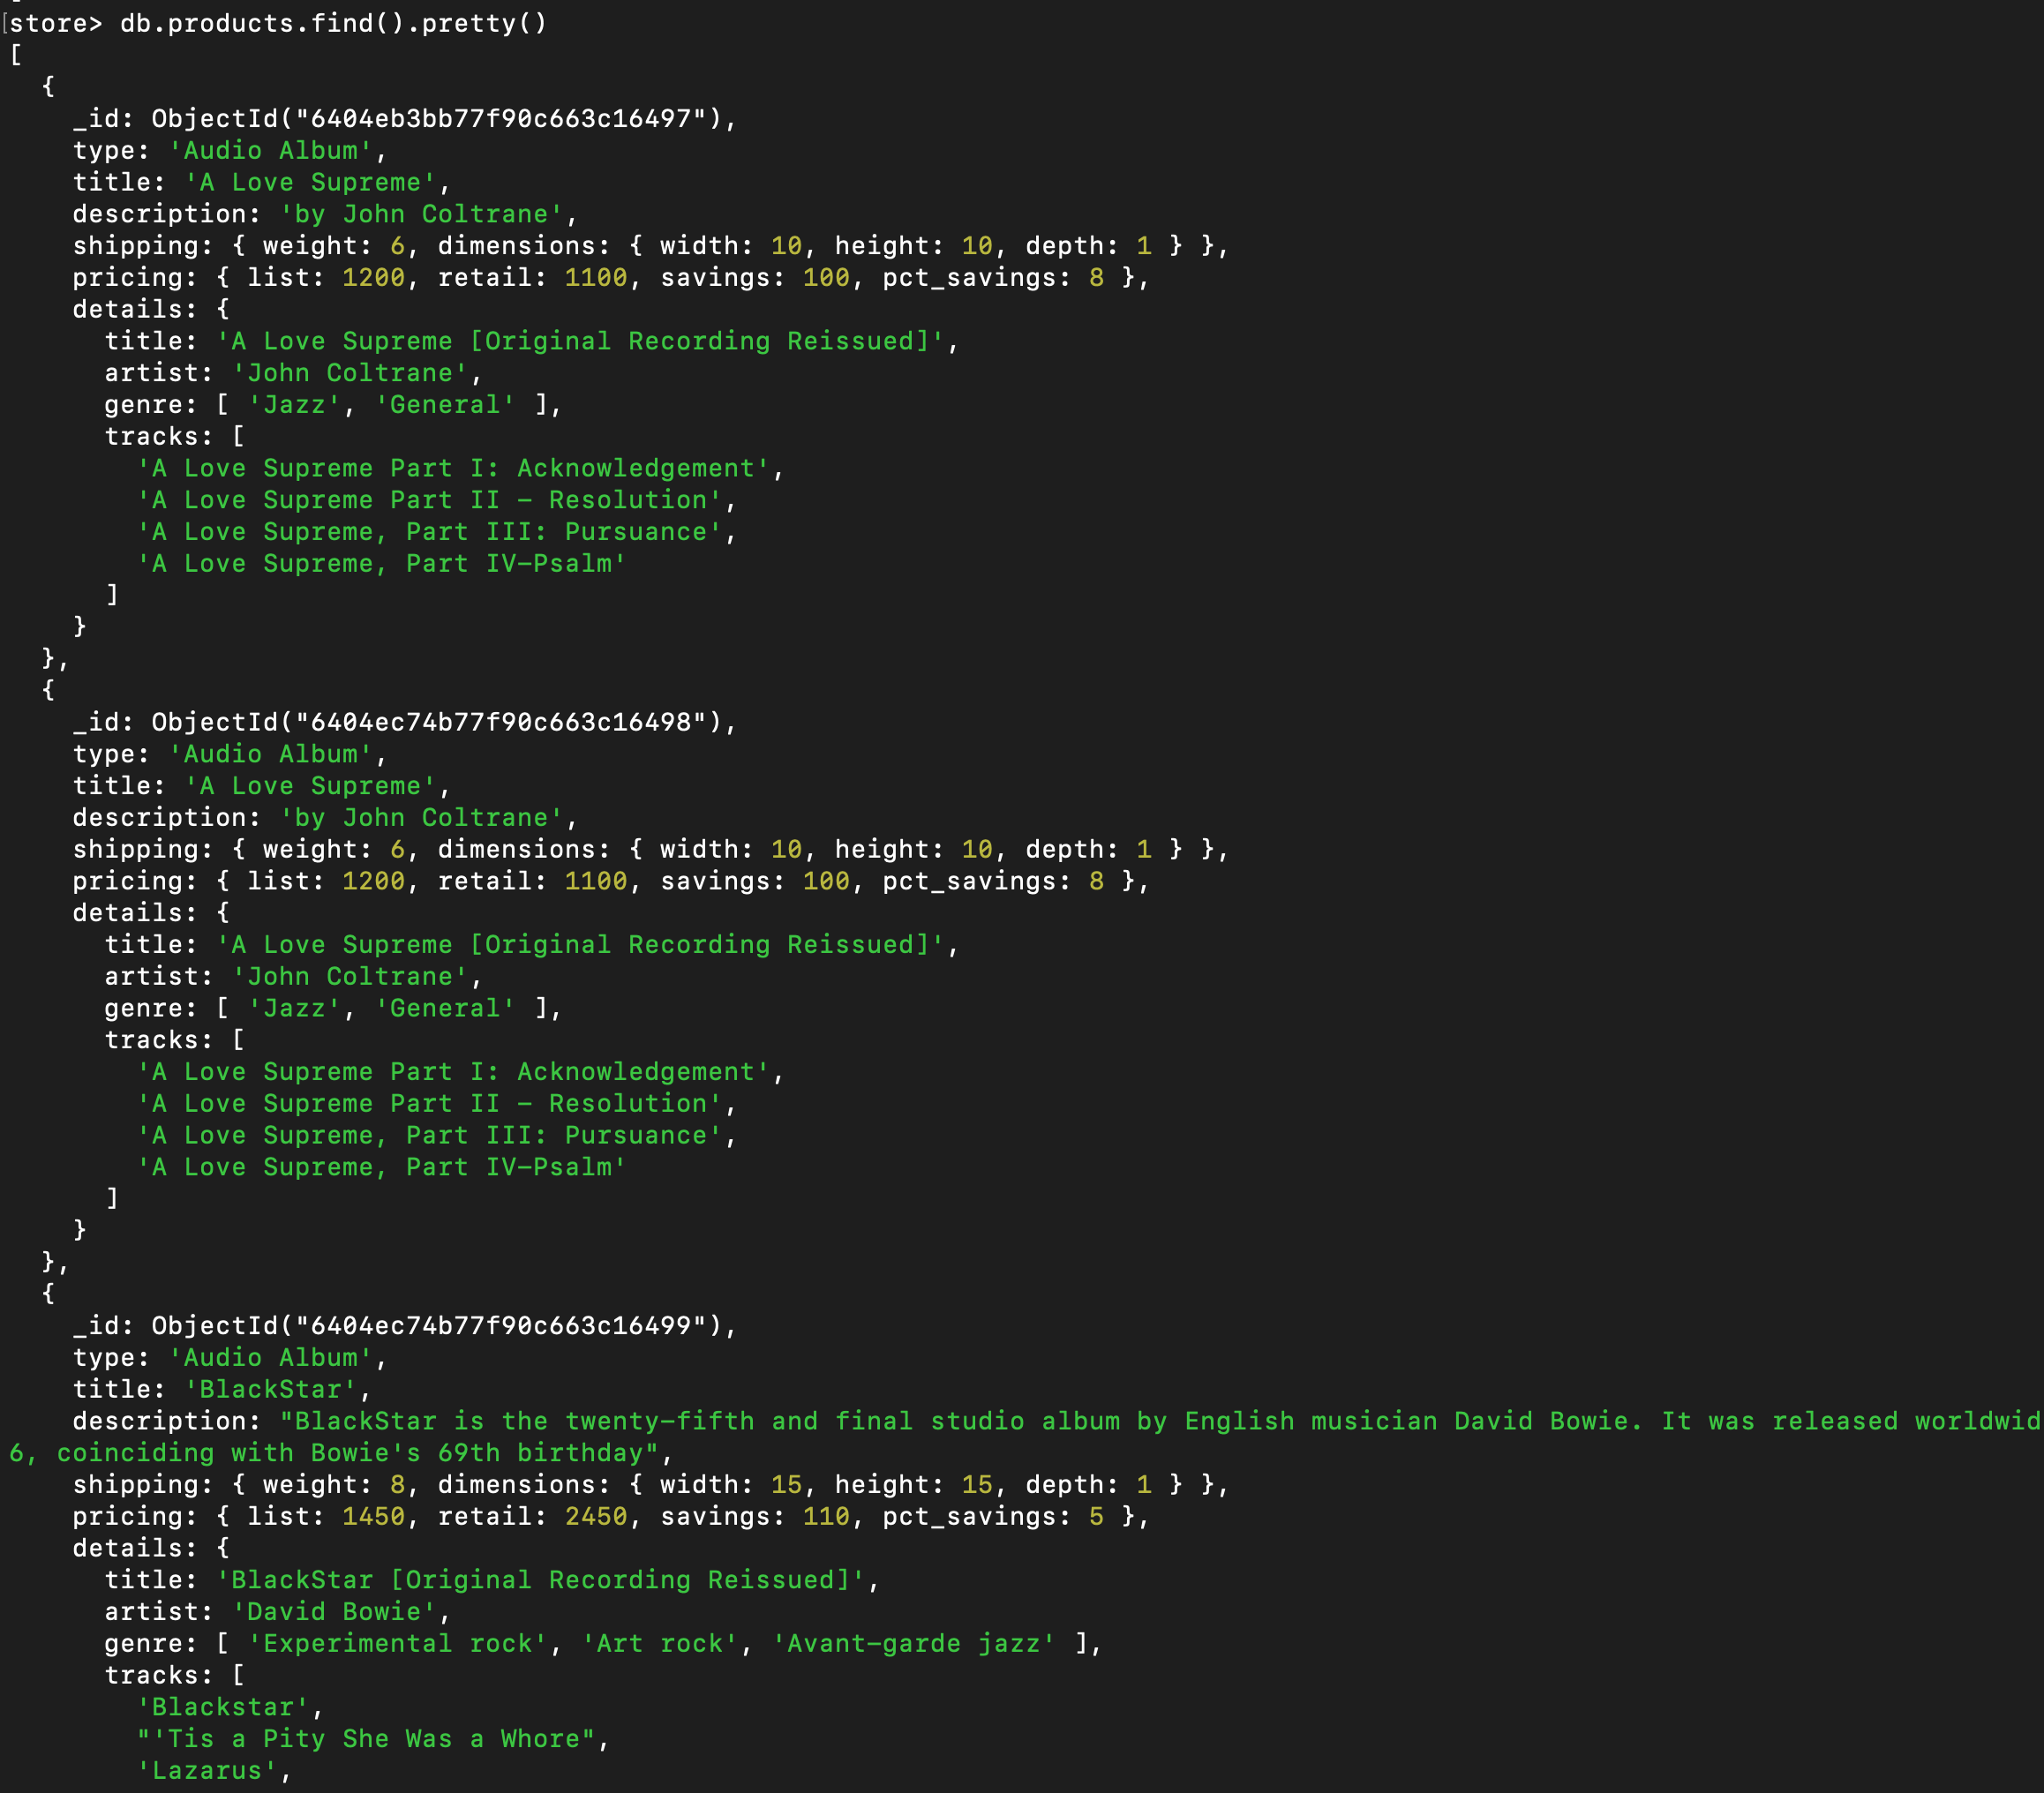 [store> db.products.find().pretty()
[
  {
    _id: ObjectId("6404eb3bb77f90c663c16497"),
    type: 'Audio Album',
    title: 'A Love Supreme',
    description: 'by John Coltrane',
    shipping: { weight: 6, dimensions: { width: 10, height: 10, depth: 1 } },
    pricing: { list: 1200, retail: 1100, savings: 100, pct_savings: 8 },
    details: {
      title: 'A Love Supreme [Original Recording Reissued]',
      artist: 'John Coltrane',
      genre: [ 'Jazz', 'General' ],
      tracks: [
        'A Love Supreme Part I: Acknowledgement',
        'A Love Supreme Part II - Resolution',
        'A Love Supreme, Part III: Pursuance',
        'A Love Supreme, Part IV-Psalm'
      ]
    }
  },
  {
    _id: ObjectId("6404ec74b77f90c663c16498"),
    type: 'Audio Album',
    title: 'A Love Supreme',
    description: 'by John Coltrane',
    shipping: { weight: 6, dimensions: { width: 10, height: 10, depth: 1 } },
    pricing: { list: 1200, retail: 1100, savings: 100, pct_savings: 8 },
    details: {
      title: 'A Love Supreme [Original Recording Reissued]',
      artist: 'John Coltrane',
      genre: [ 'Jazz', 'General' ],
      tracks: [
        'A Love Supreme Part I: Acknowledgement',
        'A Love Supreme Part II - Resolution',
        'A Love Supreme, Part III: Pursuance',
        'A Love Supreme, Part IV-Psalm'
      ]
    }
  },
  {
    _id: ObjectId("6404ec74b77f90c663c16499"),
    type: 'Audio Album',
    title: 'BlackStar',
    description: "BlackStar is the twenty-fifth and final studio album by English musician David Bowie. It was released worldwid
6, coinciding with Bowie's 69th birthday",
    shipping: { weight: 8, dimensions: { width: 15, height: 15, depth: 1 } },
    pricing: { list: 1450, retail: 2450, savings: 110, pct_savings: 5 },
    details: {
      title: 'BlackStar [Original Recording Reissued]',
      artist: 'David Bowie',
      genre: [ 'Experimental rock', 'Art rock', 'Avant-garde jazz' ],
      tracks: [
        'Blackstar',
        "'Tis a Pity She Was a Whore",
        'Lazarus',